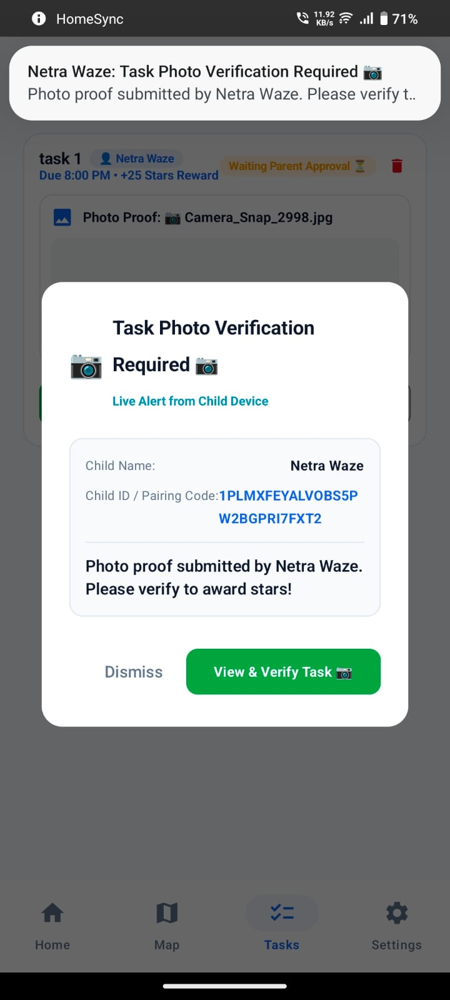 HomeSync
11.92
KB/s
71%
Netra Waze: Task Photo Verification Required 📷
Photo proof submitted by Netra Waze. Please verify t..
task 1 👤 Netra Waze
Waiting Parent Approval ⏳
Due 8:00 PM • +25 Stars Reward
Photo Proof: 📷 Camera_Snap_2998.jpg
Task Photo Verification
Required 📷
Live Alert from Child Device
Child Name: Netra Waze
Child ID / Pairing Code: 1PLMXFEYALVOBS5P
W2BGPRI7FXT2
Photo proof submitted by Netra Waze.
Please verify to award stars!
Dismiss
View & Verify Task 📷
Home
Map
Tasks
Settings